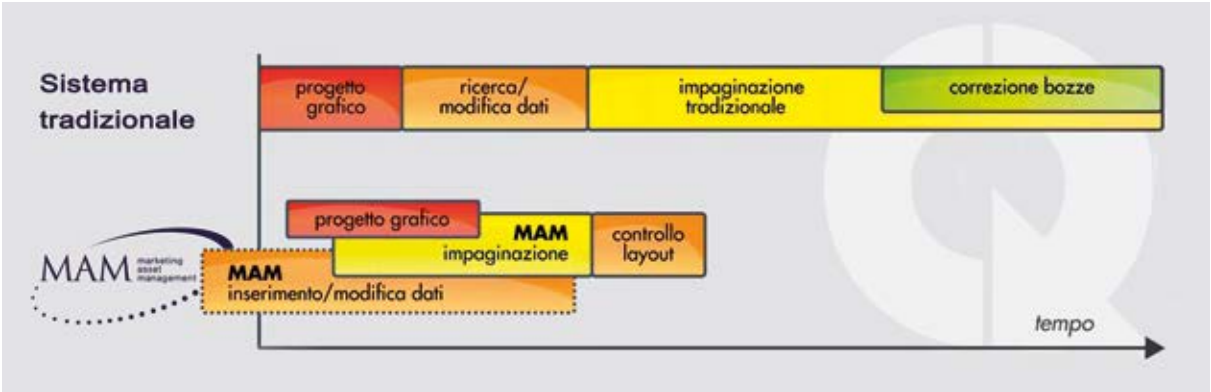 Sistema
tradizionale
progetto
grafico
ricerca/
modifica dati
impaginazione
tradizionale
correzione bozze
progetto grafico
MAM
impaginazione
controllo
layout
MAM
marketing
asset
management
MAM
inserimento/modifica dati
tempo